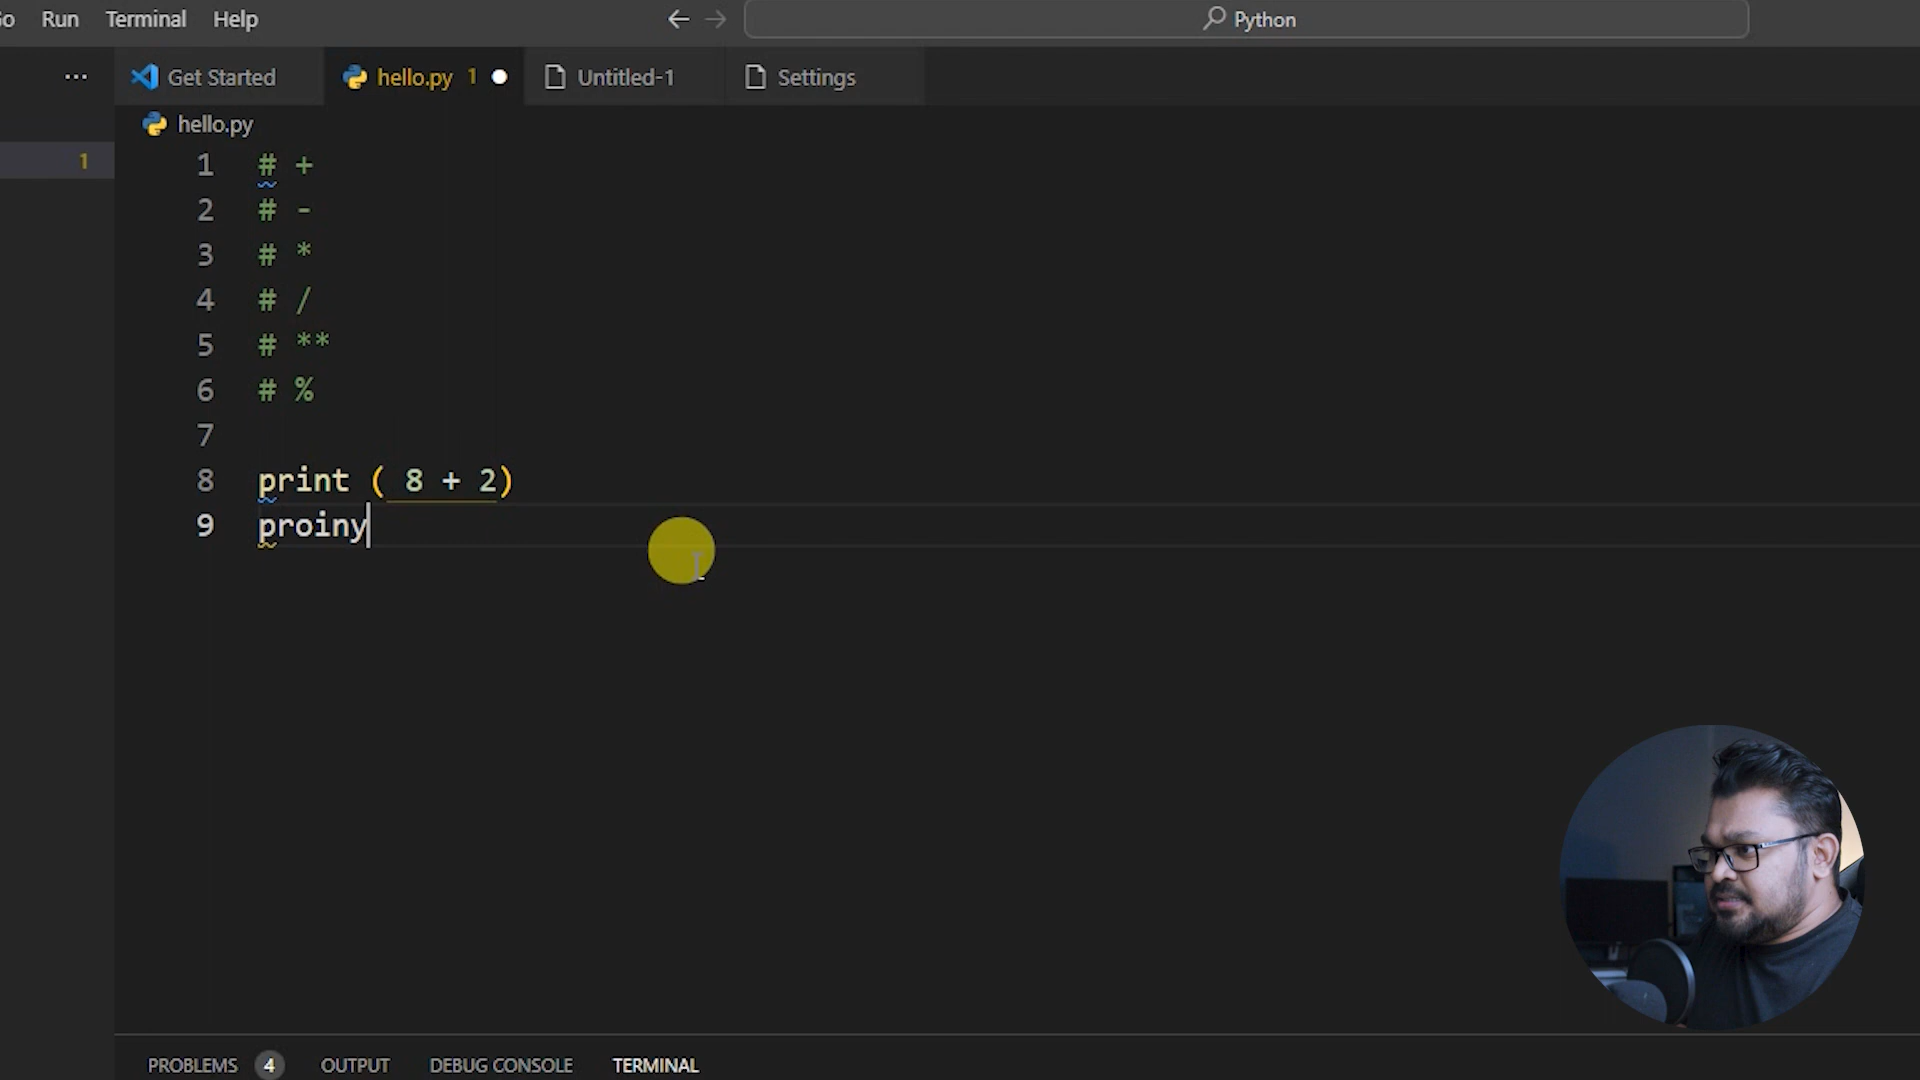 Run Terminal Help
Python
Get Started hello.py 1 Untitled-1 Settings
hello.py
1
1 # +
2 # -
3 # *
4 # /
5 # **
6 # %
7
8 print ( 8 + 2)
9 proiny
PROBLEMS 4 OUTPUT DEBUG CONSOLE TERMINAL